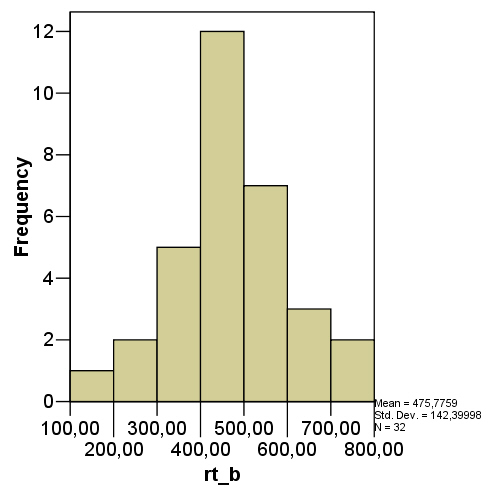 Frequency
12
10
8
6
4
2
0
100,00 300,00 500,00 700,00
200,00 400,00 600,00 800,00
rt_b
Mean = 475,7759
Std. Dev. = 142,39998
N = 32